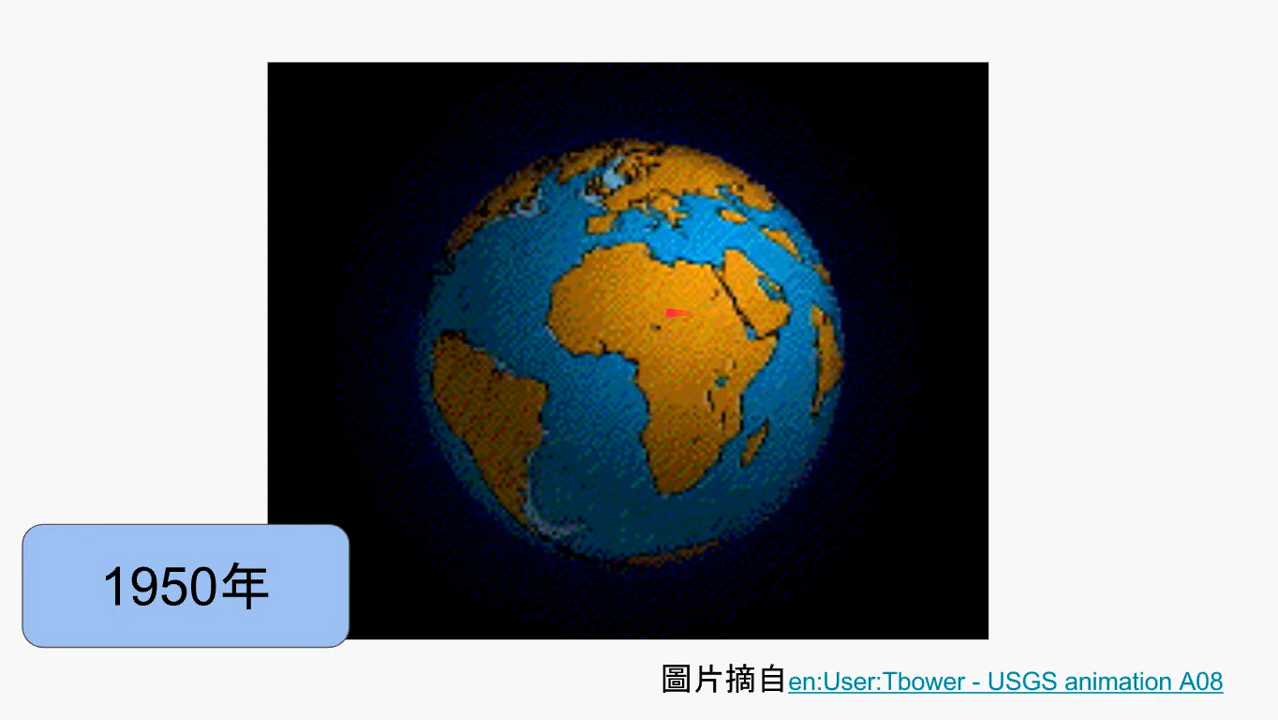 1950年
圖片摘自en:User:Tbower - USGS animation A08